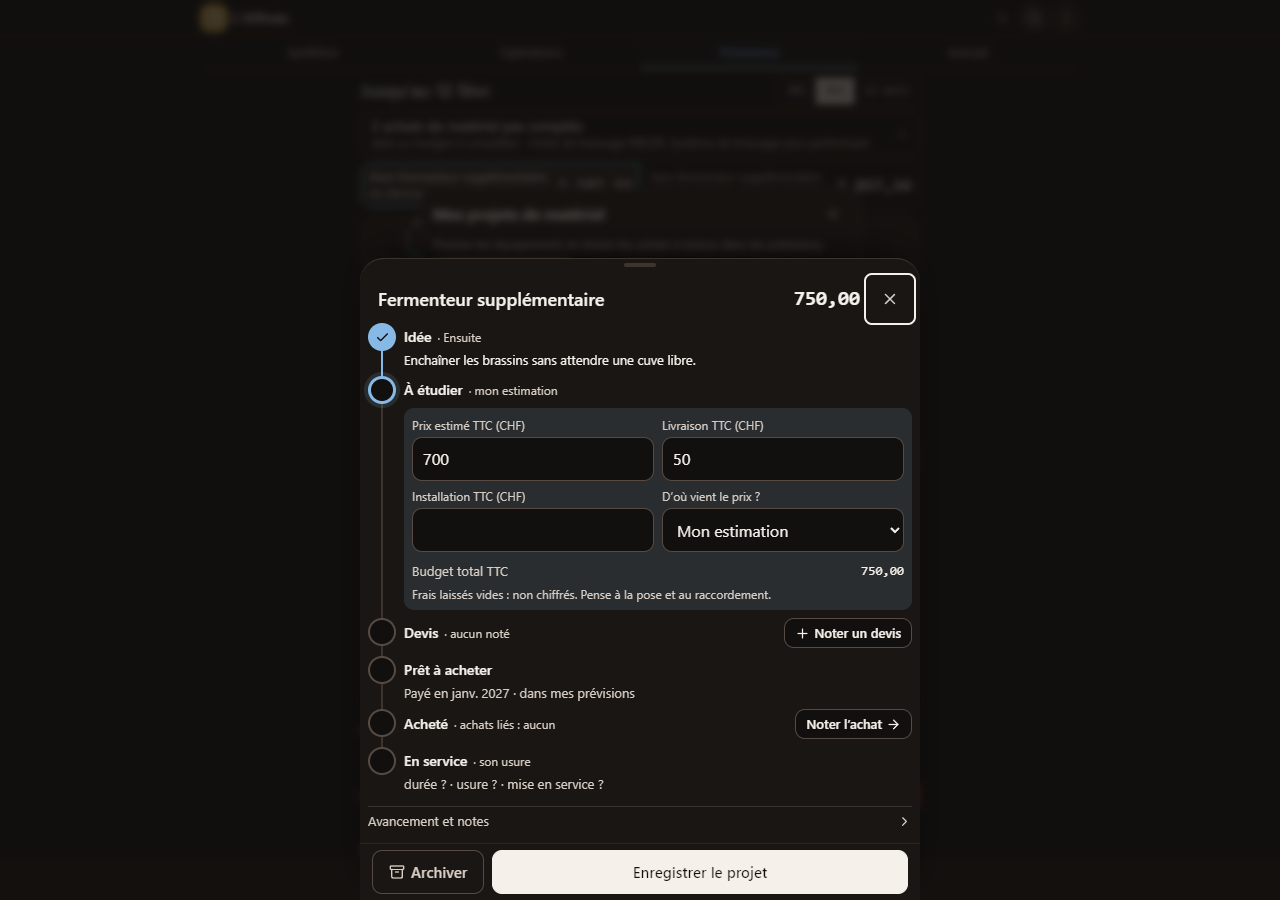 Mes projets de matériel
Fermenteur supplémentaire
750,00
Idée · Ensuite
Enchaîner les brassins sans attendre une cuve libre.
À étudier · mon estimation
Prix estimé TTC (CHF)
Livraison TTC (CHF)
700
50
Installation TTC (CHF)
D'où vient le prix ?
Mon estimation
Budget total TTC
750,00
Frais laissés vides : non chiffrés. Pense à la pose et au raccordement.
Devis · aucun noté
+ Noter un devis
Prêt à acheter
Payé en janv. 2027 · dans mes prévisions
Acheté · achats liés : aucun
Noter l'achat →
En service · son usure
durée ? · usure ? · mise en service ?
Avancement et notes
Archiver
Enregistrer le projet